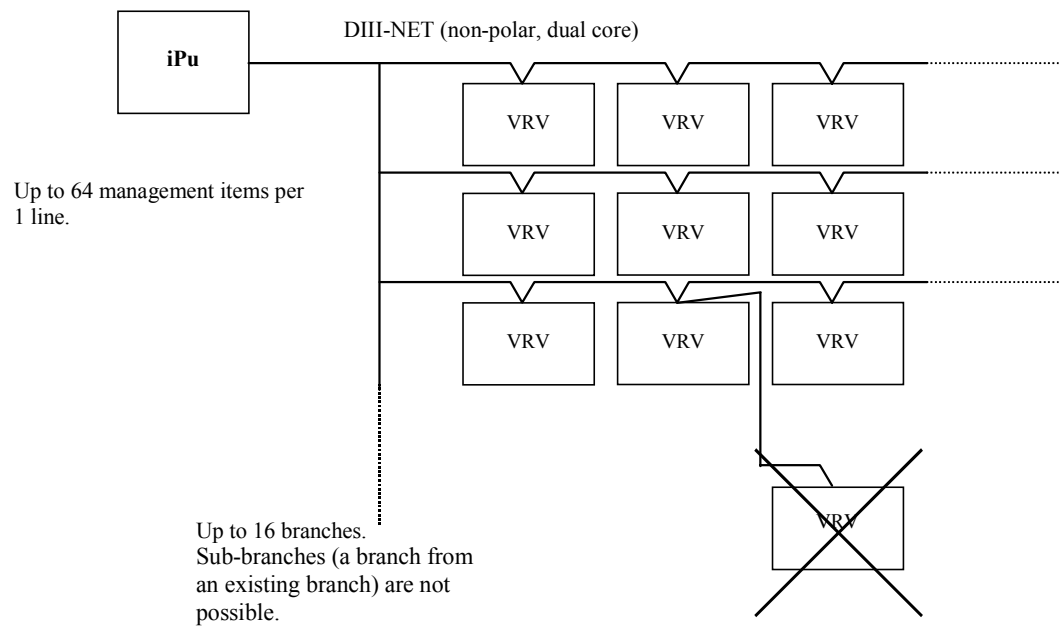 DIII-NET (non-polar, dual core)
iPu
VRV
VRV
VRV
Up to 64 management items per
1 line.
VRV
VRV
VRV
VRV
VRV
VRV
VRV
Up to 16 branches.
Sub-branches (a branch from
an existing branch) are not
possible.